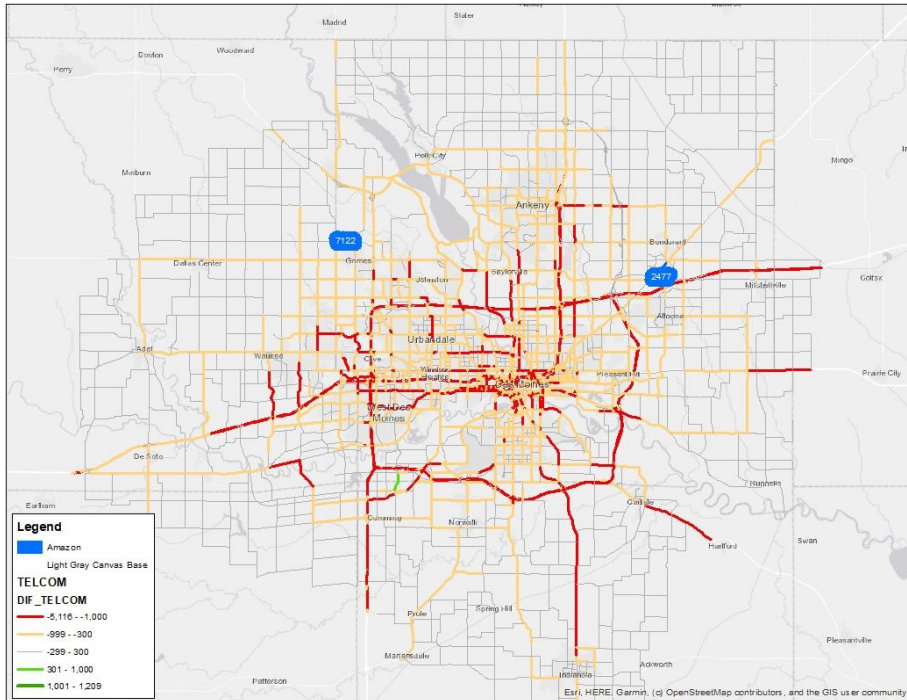 Madrid
Slater
Woodward
Perry
Polk City
Mingo
Minburn
Ankeny
7122
Bondurant
Dallas Center
Grimes
Saylorville
2477
Johnston
Mitchellville
Colfax
Altoona
Urbandale
Adel
Waukee
Clive
Windsor
Heights
Pleasant Hill
Prairie City
Des Moines
West Des
Moines
De Soto
Runnells
Earlham
Carlisle
Cumming
Norwalk
Swan
Hartford
Legend
Amazon
Light Gray Canvas Base
TELCOM
DIF_TELCOM
-5,116 - -1,000
-999 - -300
-299 - 300
301 - 1,000
1,001 - 1,209
Spring Hill
Prole
Pleasantville
Martensdale
Ackworth
Patterson
Indianola
Esri, HERE, Garmin, (c) OpenStreetMap contributors, and the GIS user community